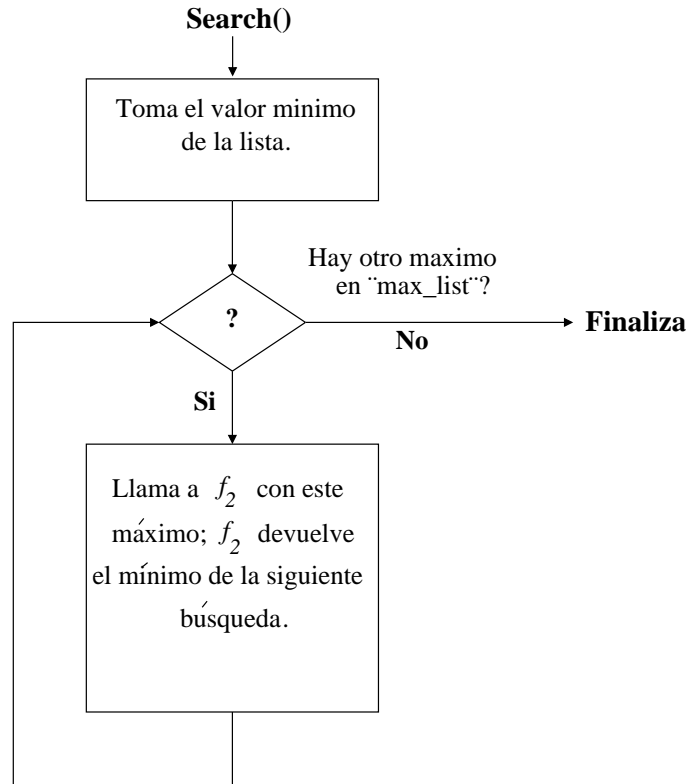 Search()
Toma el valor minimo
de la lista.
Hay otro maximo
en ¨max_list¨?
?
No
Finaliza
Si
Llama a f2 con este
máximo; f2 devuelve
el mínimo de la siguiente
búsqueda.